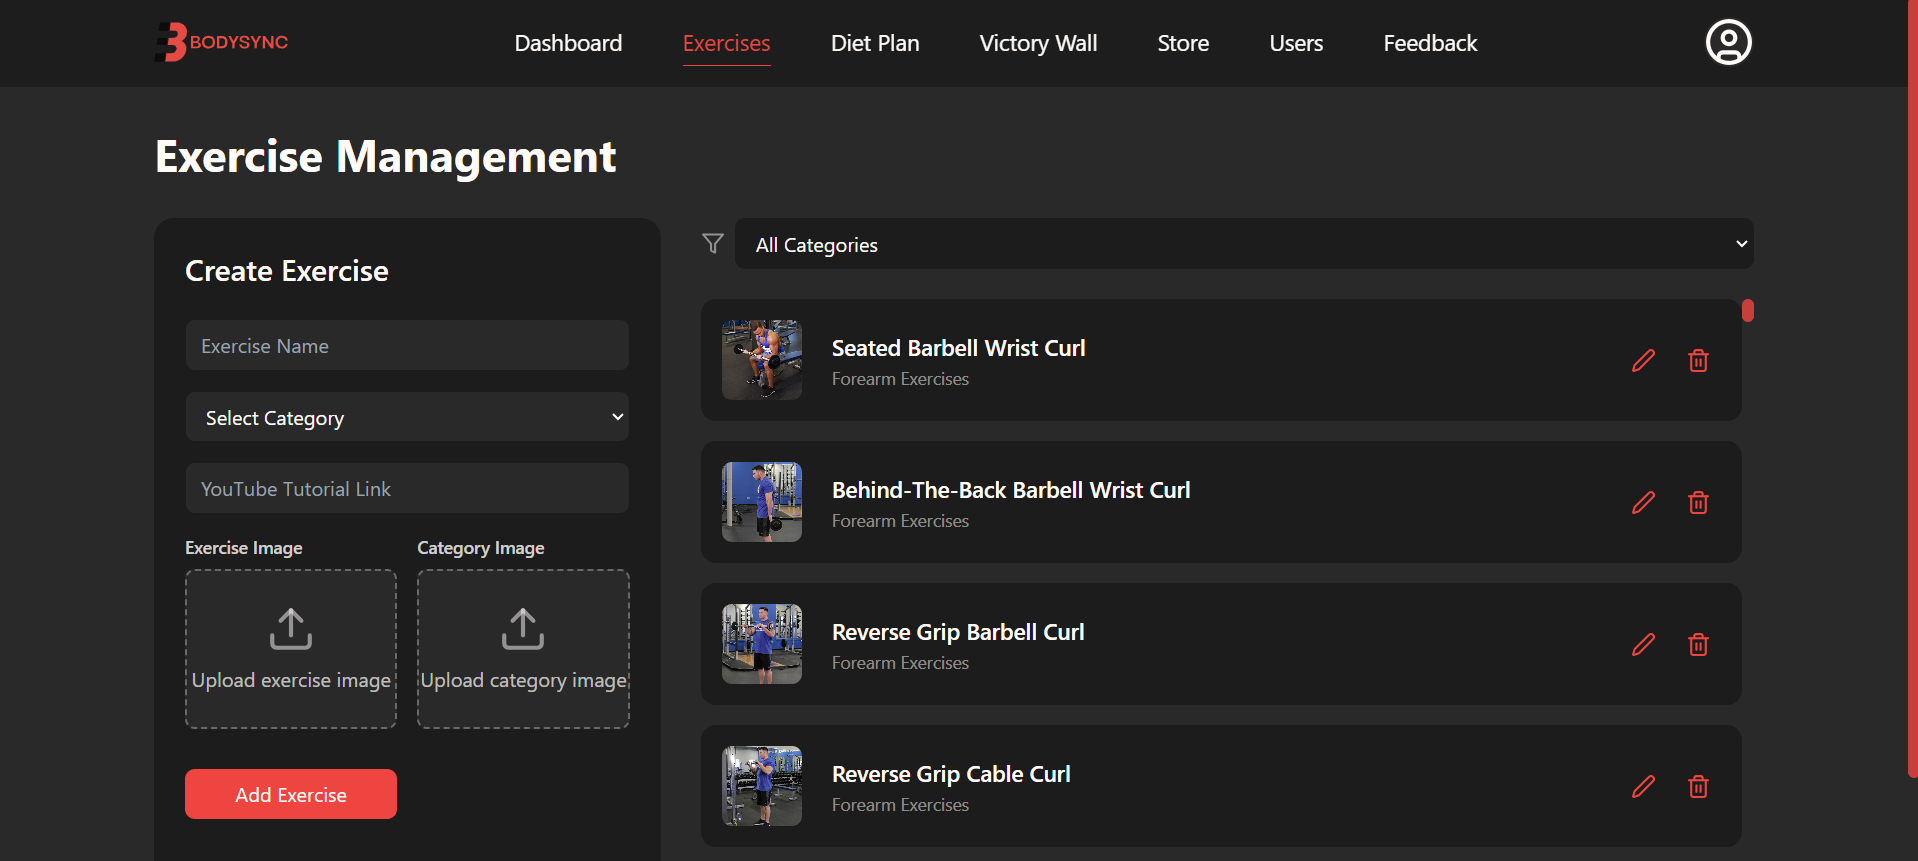 BODYSYNC
Dashboard
Exercises
Diet Plan
Victory Wall
Store
Users
Feedback
Exercise Management
Create Exercise
Exercise Name
Select Category
YouTube Tutorial Link
Exercise Image
Category Image
Upload exercise image
Upload category image
Add Exercise
All Categories
Seated Barbell Wrist Curl
Forearm Exercises
Behind-The-Back Barbell Wrist Curl
Forearm Exercises
Reverse Grip Barbell Curl
Forearm Exercises
Reverse Grip Cable Curl
Forearm Exercises